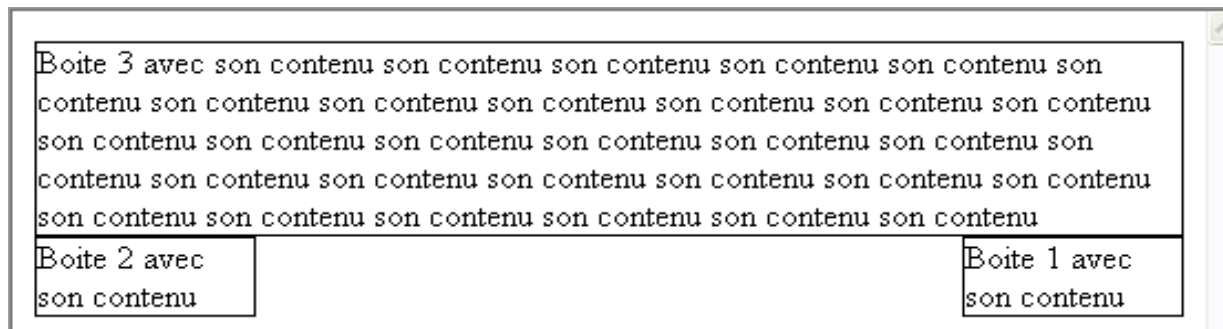 Boite 3 avec son contenu son contenu son contenu son contenu son contenu son
contenu son contenu son contenu son contenu son contenu son contenu son contenu
son contenu son contenu son contenu son contenu son contenu son contenu son
contenu son contenu son contenu son contenu son contenu son contenu son contenu
son contenu son contenu son contenu son contenu son contenu son contenu
Boite 2 avec
son contenu
Boite 1 avec
son contenu